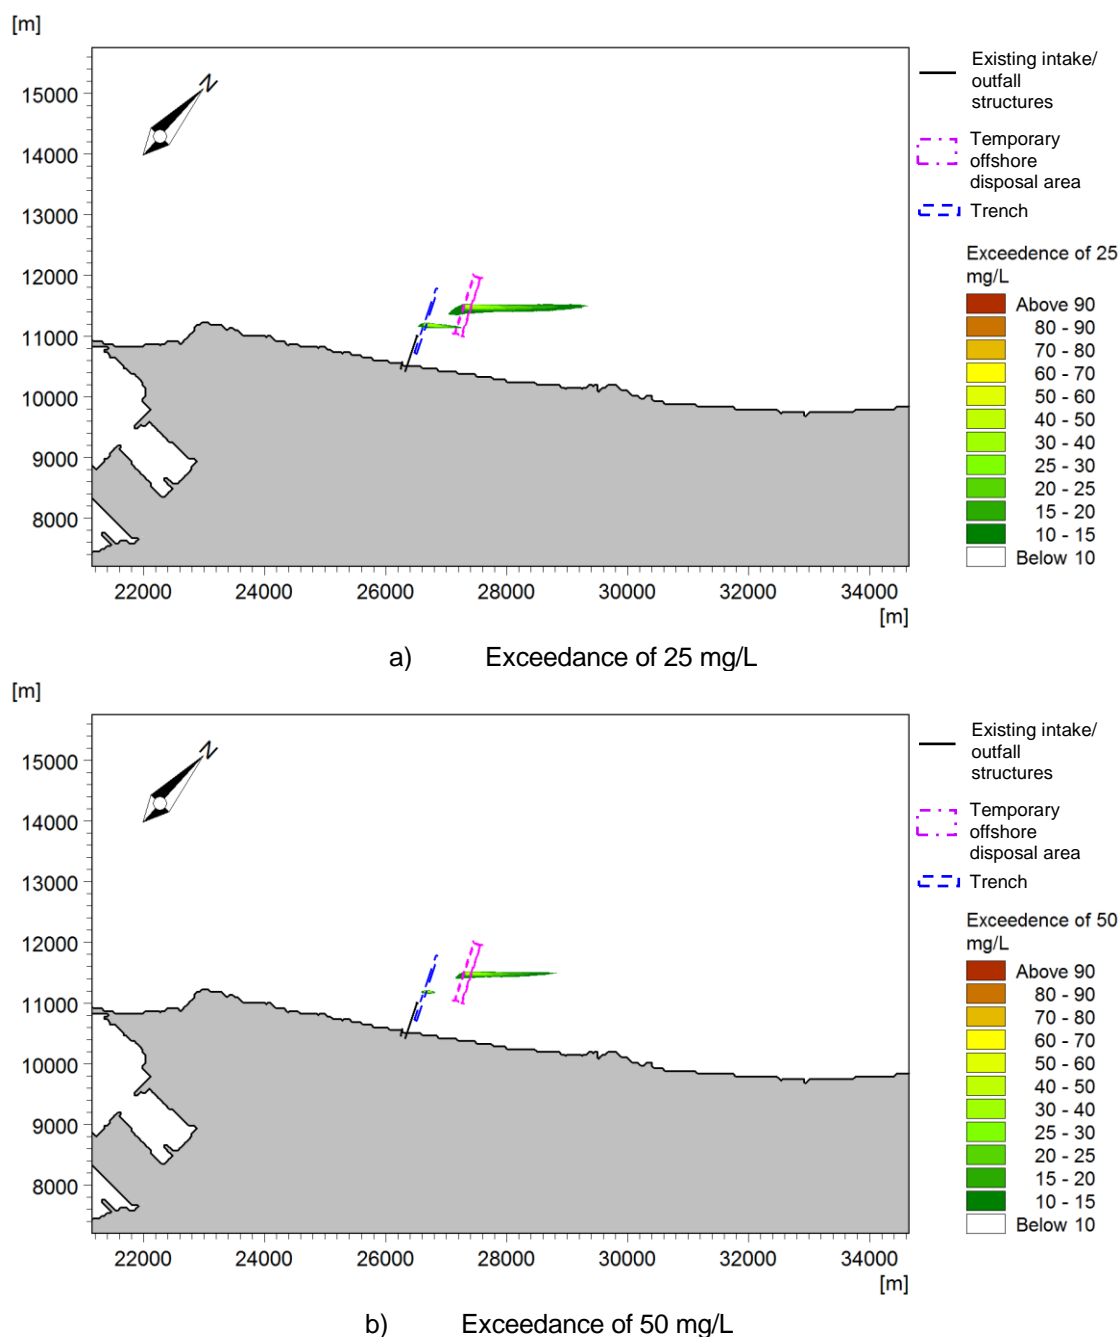 [m]
N
15000
14000
13000
12000
11000
10000
9000
8000
22000 24000 26000 28000 30000 32000 34000
[m]
Existing intake/
outfall
structures
Temporary
offshore
disposal area
Trench
Exceedence of 25
mg/L
Above 90
80 - 90
70 - 80
60 - 70
50 - 60
40 - 50
30 - 40
25 - 30
20 - 25
15 - 20
10 - 15
Below 10
a) Exceedance of 25 mg/L
[m]
N
15000
14000
13000
12000
11000
10000
9000
8000
22000 24000 26000 28000 30000 32000 34000
[m]
Existing intake/
outfall
structures
Temporary
offshore
disposal area
Trench
Exceedence of 50
mg/L
Above 90
80 - 90
70 - 80
60 - 70
50 - 60
40 - 50
30 - 40
25 - 30
20 - 25
15 - 20
10 - 15
Below 10
b) Exceedance of 50 mg/L